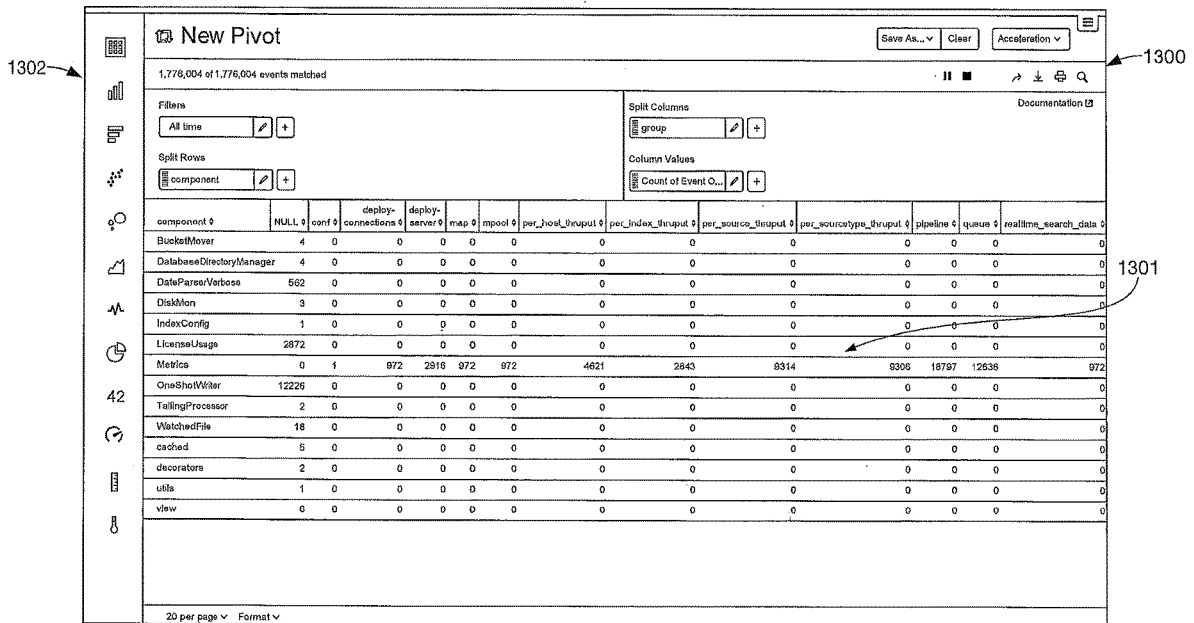 New Pivot
Save As... Clear Acceleration
1300
1302
1,776,004 of 1,776,004 events matched
Documentation
Filters
All time
+
Split Columns
group
+
Split Rows
component
+
Column Values
Count of Event O...
+
component NULL conf deploy-connections deploy-server map mpool per_host_thruput per_index_thruput per_source_thruput per_sourcetype_thruput pipeline queue realtime_search_data
BucketMover 4 0 0 0 0 0 0 0 0 0 0 0 0
DatabaseDirectoryManager 4 0 0 0 0 0 0 0 0 0 0 0 0
1301
DateParserVerbose 562 0 0 0 0 0 0 0 0 0 0 0 0
DiskMon 3 0 0 0 0 0 0 0 0 0 0 0 0
IndexConfig 1 0 0 0 0 0 0 0 0 0 0 0 0
LicenseUsage 2872 0 0 0 0 0 0 0 0 0 0 0 0
Metrics 0 1 972 2916 972 972 4621 2843 9314 9306 18797 12636 972
OneShotWriter 12226 0 0 0 0 0 0 0 0 0 0 0 0
TailingProcessor 2 0 0 0 0 0 0 0 0 0 0 0 0
WatchedFile 18 0 0 0 0 0 0 0 0 0 0 0 0
cached 5 0 0 0 0 0 0 0 0 0 0 0 0
decorators 2 0 0 0 0 0 0 0 0 0 0 0 0
utils 1 0 0 0 0 0 0 0 0 0 0 0 0
view 0 0 0 0 0 0 0 0 0 0 0 0
42
20 per page Format